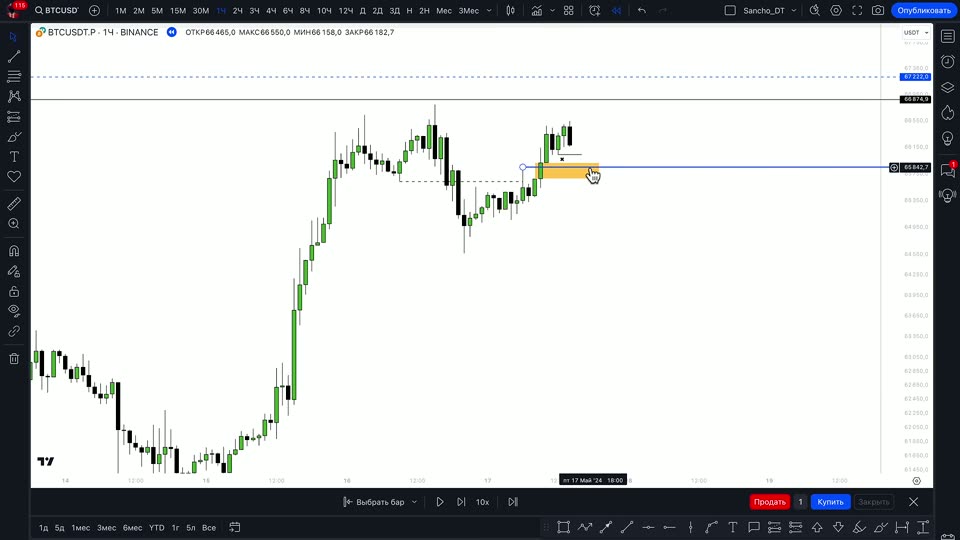 115
BTCUSDT
1М 2М 5М 15М 30М 1Ч 2Ч 3Ч 4Ч 6Ч 8Ч 10Ч 12Ч Д 2Д 3Д Н 2Н Мес 3Мес
Sancho_DT
Опубликовать
BTCUSDT.P · 1Ч · BINANCE
ОТКР66 465,0 МАКС66 550,0 МИН66 158,0 ЗАКР66 182,7
USDT
67 222,0
66 874,9
65 842,7
1
14 12:00 15 12:00 16 12:00 17
пт 17 Май '24 18:00
18 12:00 19 12:00
Выбрать бар
10x
Продать 1 Купить Закрыть
1д 5д 1мес 3мес 6мес YTD 1г 5л Все